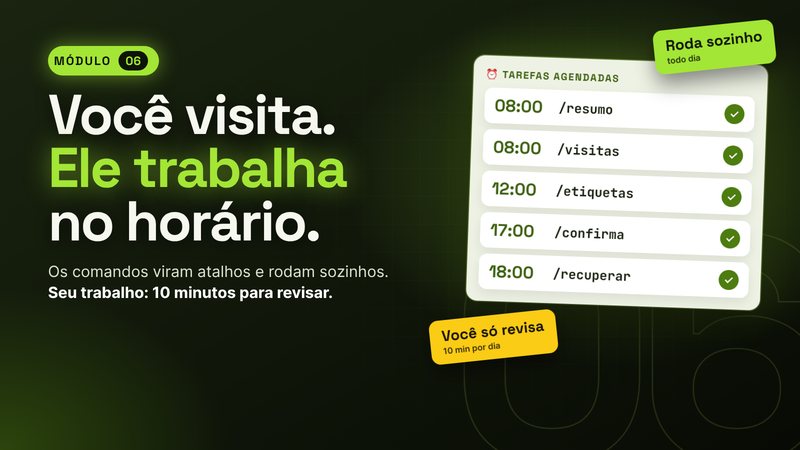 MÓDULO 06
Você visita.
Ele trabalha
no horário.
Os comandos viram atalhos e rodam sozinhos.
Seu trabalho: 10 minutos para revisar.
Roda sozinho
todo dia
⏰ TAREFAS AGENDADAS
08:00 /resumo
08:00 /visitas
12:00 /etiquetas
17:00 /confirma
18:00 /recuperar
Você só revisa
10 min por dia
06